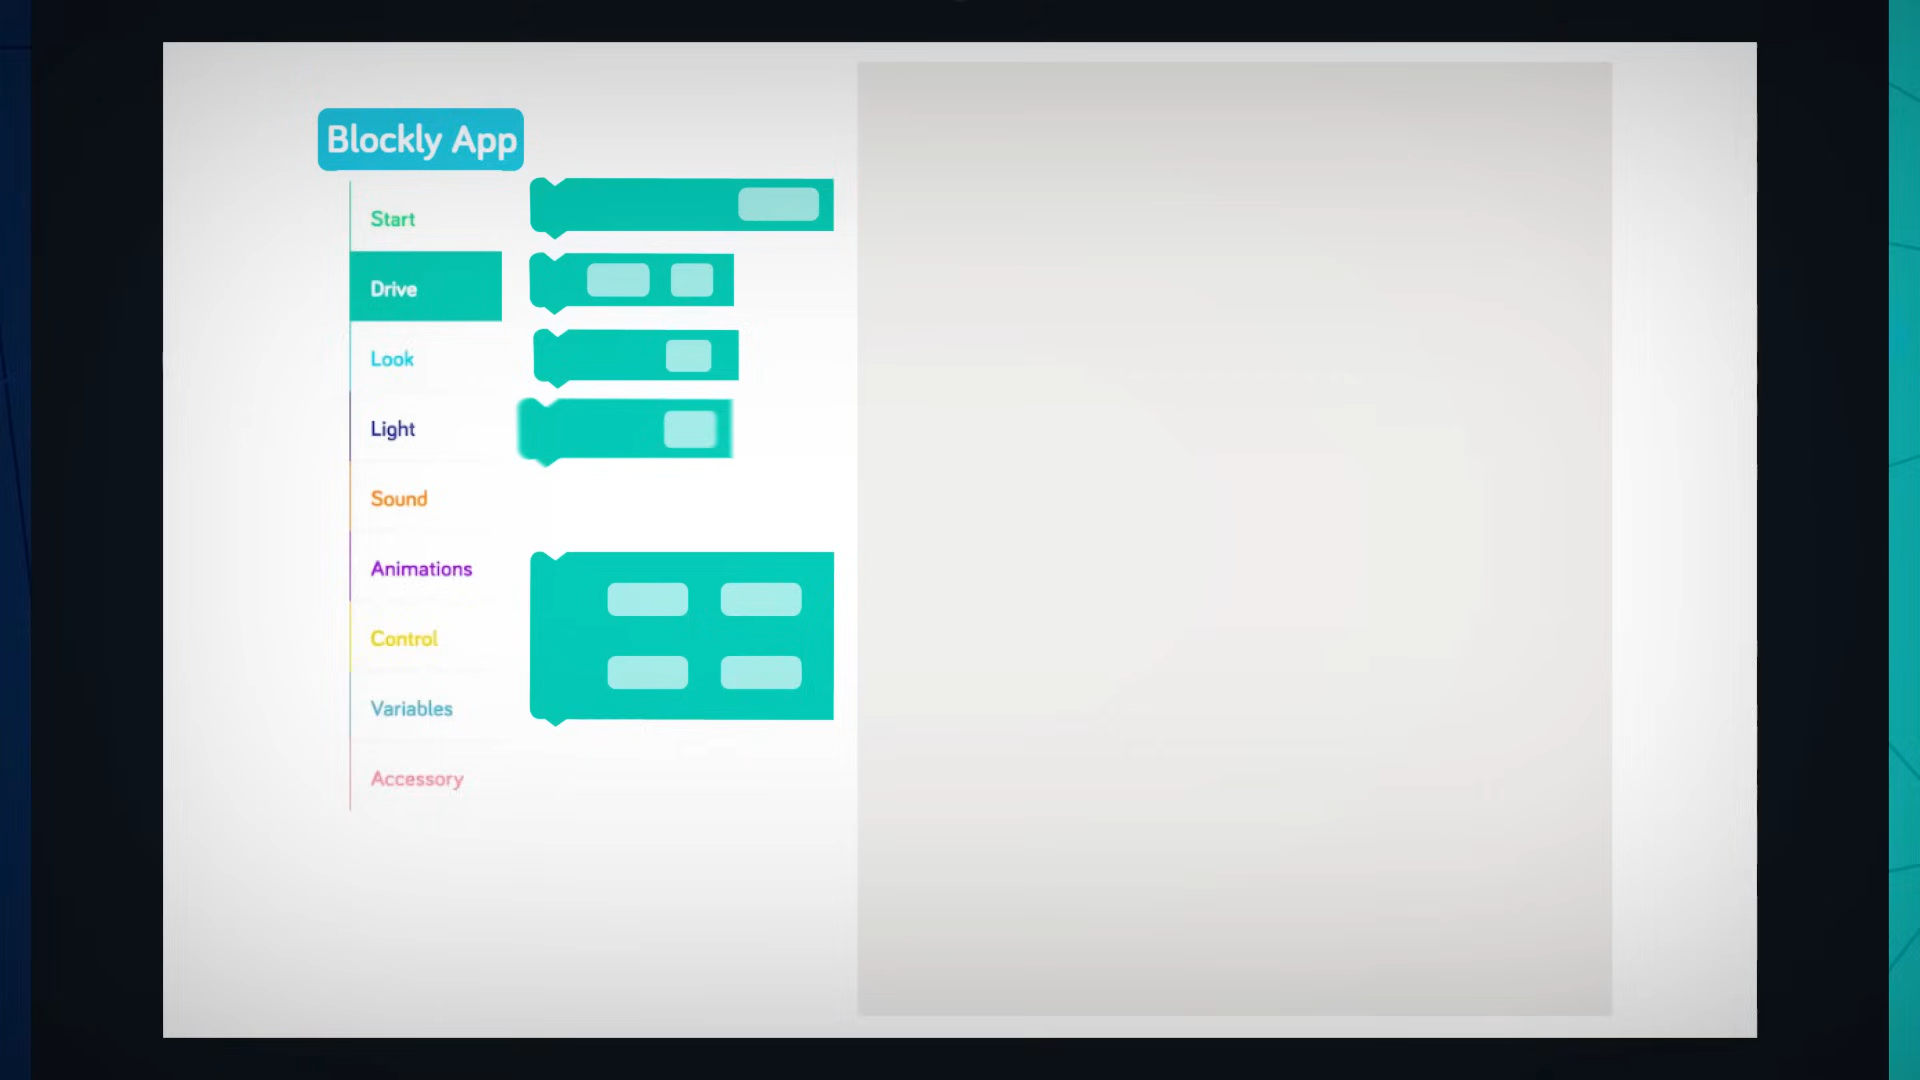 Blockly App
Start
Drive
Look
Light
Sound
Animations
Control
Variables
Accessory